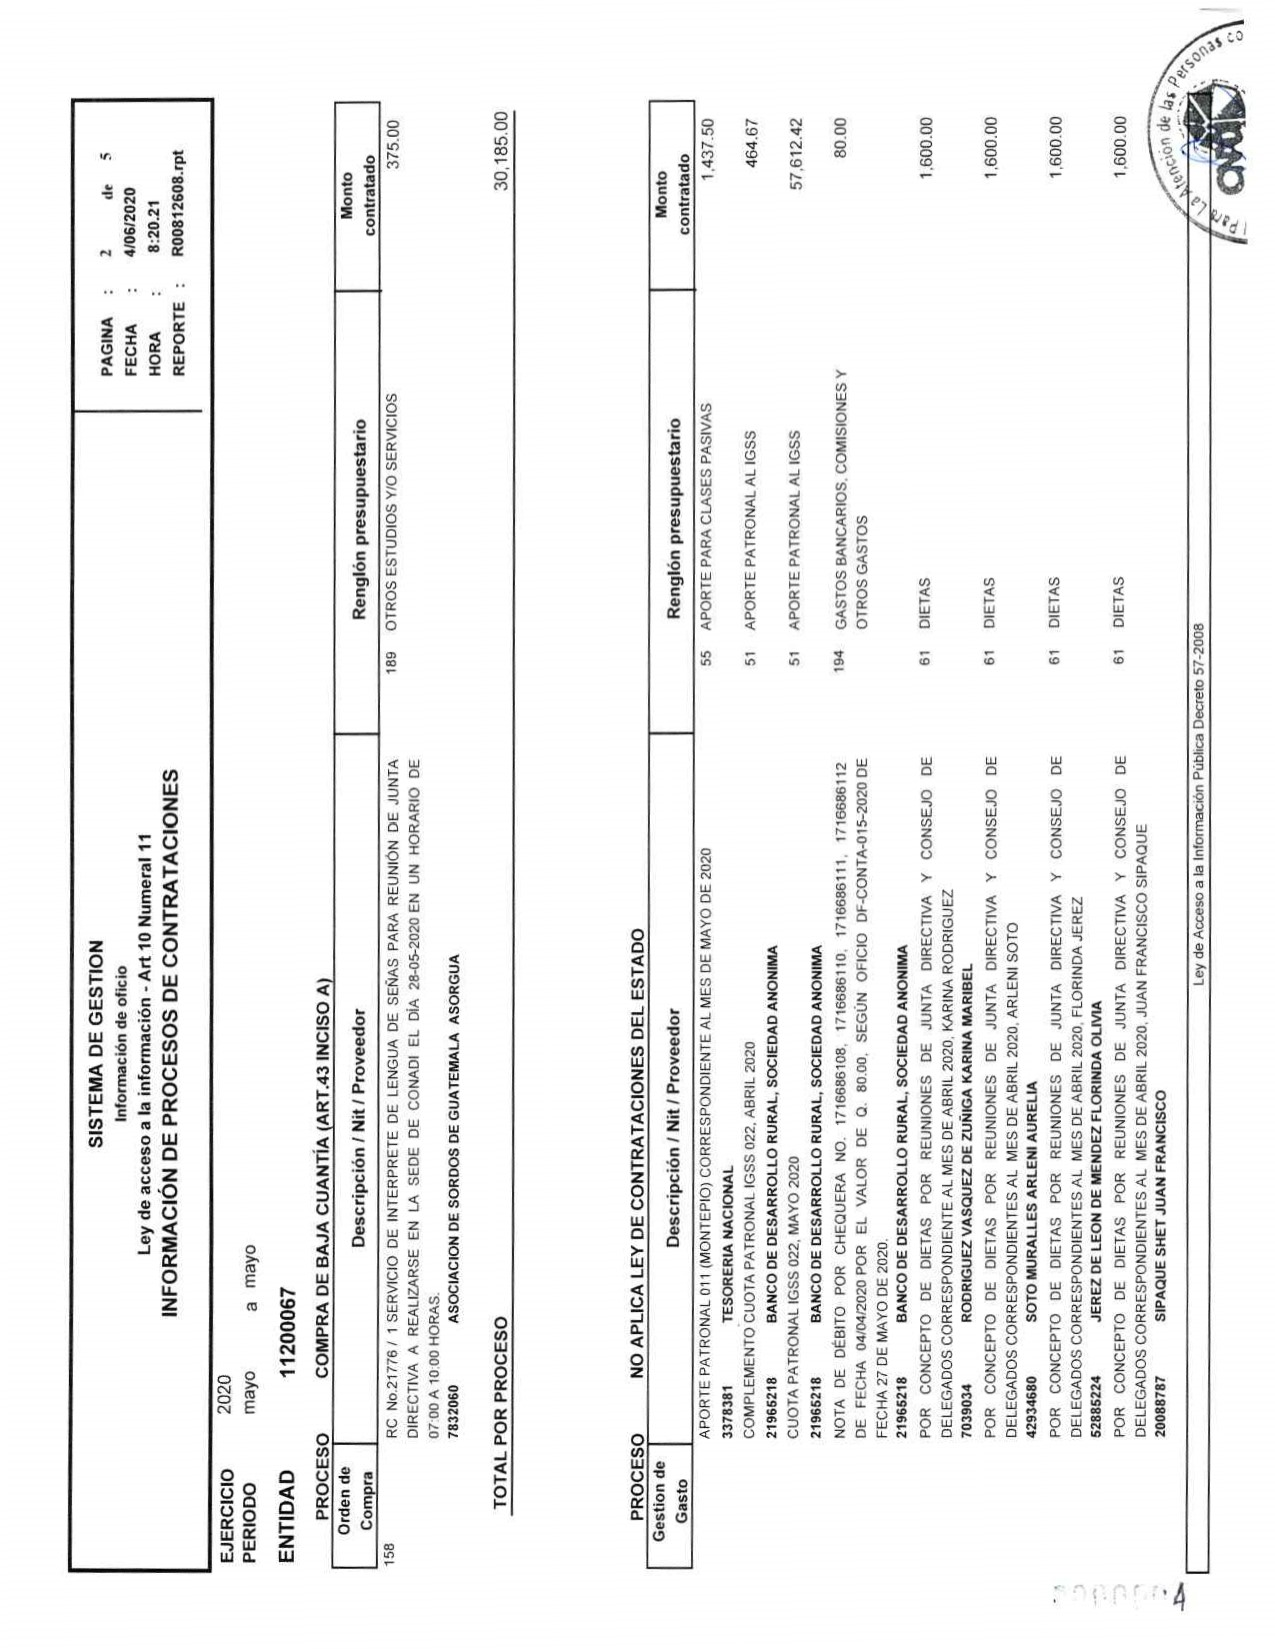 SISTEMA DE GESTION
Información de oficio
Ley de acceso a la información - Art 10 Numeral 11
INFORMACIÓN DE PROCESOS DE CONTRATACIONES
PAGINA : 2 de 5
FECHA : 4/06/2020
HORA : 8:20.21
REPORTE : R00812608.rpt
EJERCICIO 2020
PERIODO mayo a mayo
ENTIDAD 11200067
PROCESO COMPRA DE BAJA CUANTÍA (ART.43 INCISO A)
Orden de Compra Descripción / Nit / Proveedor Renglón presupuestario Monto contratado
158 RC No.21776 / 1 SERVICIO DE INTERPRETE DE LENGUA DE SEÑAS PARA REUNIÓN DE JUNTA 189 OTROS ESTUDIOS Y/O SERVICIOS 375.00
DIRECTIVA A REALIZARSE EN LA SEDE DE CONADI EL DÍA 28-05-2020 EN UN HORARIO DE
07:00 A 10:00 HORAS.
7832060 ASOCIACION DE SORDOS DE GUATEMALA ASORGUA
TOTAL POR PROCESO 30,185.00
PROCESO NO APLICA LEY DE CONTRATACIONES DEL ESTADO
Gestion de Gasto Descripción / Nit / Proveedor Renglón presupuestario Monto contratado
APORTE PATRONAL 011 (MONTEPIO) CORRESPONDIENTE AL MES DE MAYO DE 2020 55 APORTE PARA CLASES PASIVAS 1,437.50
3378381 TESORERIA NACIONAL
COMPLEMENTO CUOTA PATRONAL IGSS 022, ABRIL 2020 51 APORTE PATRONAL AL IGSS 464.67
21965218 BANCO DE DESARROLLO RURAL, SOCIEDAD ANONIMA
CUOTA PATRONAL IGSS 022, MAYO 2020 51 APORTE PATRONAL AL IGSS 57,612.42
21965218 BANCO DE DESARROLLO RURAL, SOCIEDAD ANONIMA
NOTA DE DÉBITO POR CHEQUERA NO. 1716686108, 1716686110, 1716686111, 1716686112 194 GASTOS BANCARIOS, COMISIONES Y 80.00
DE FECHA 04/04/2020 POR EL VALOR DE Q. 80.00, SEGÚN OFICIO DF-CONTA-015-2020 DE OTROS GASTOS
FECHA 27 DE MAYO DE 2020.
21965218 BANCO DE DESARROLLO RURAL, SOCIEDAD ANONIMA
POR CONCEPTO DE DIETAS POR REUNIONES DE JUNTA DIRECTIVA Y CONSEJO DE 61 DIETAS 1,600.00
DELEGADOS CORRESPONDIENTE AL MES DE ABRIL 2020, KARINA RODRIGUEZ
7039034 RODRIGUEZ VASQUEZ DE ZUÑIGA KARINA MARIBEL
POR CONCEPTO DE DIETAS POR REUNIONES DE JUNTA DIRECTIVA Y CONSEJO DE 61 DIETAS 1,600.00
DELEGADOS CORRESPONDIENTES AL MES DE ABRIL 2020, ARLENI SOTO
42934680 SOTO MURALLES ARLENI AURELIA
POR CONCEPTO DE DIETAS POR REUNIONES DE JUNTA DIRECTIVA Y CONSEJO DE 61 DIETAS 1,600.00
DELEGADOS CORRESPONDIENTES AL MES DE ABRIL 2020, FLORINDA JEREZ
52885224 JEREZ DE LEON DE MENDEZ FLORINDA OLIVIA
POR CONCEPTO DE DIETAS POR REUNIONES DE JUNTA DIRECTIVA Y CONSEJO DE 61 DIETAS 1,600.00
DELEGADOS CORRESPONDIENTES AL MES DE ABRIL 2020, JUAN FRANCISCO SIPAQUE
20088787 SIPAQUE SHET JUAN FRANCISCO
Ley de Acceso a la Información Pública Decreto 57-2008
Para La Atención de las Personas co
4